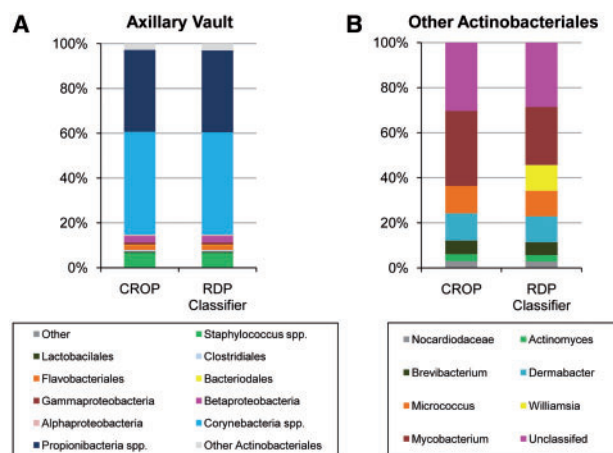 A
Axillary Vault
100%
80%
60%
40%
20%
0%
CROP
RDP
Classifier
Other
Staphylococcus spp.
Lactobacilales
Clostridiales
Flavobacteriales
Bacteriodales
Gammaproteobacteria
Betaproteobacteria
Alphaproteobacteria
Corynebacteria spp.
Propionibacteria spp.
Other Actinobacteriales
B
Other Actinobacteriales
100%
80%
60%
40%
20%
0%
CROP
RDP
Classifier
Nocardiodaceae
Actinomyces
Brevibacterium
Dermabacter
Micrococcus
Williamsia
Mycobacterium
Unclassifed